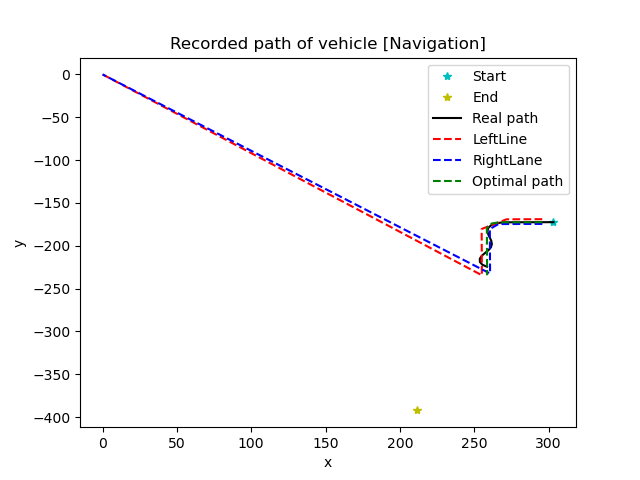 Recorded path of vehicle [Navigation]
Start
End
Real path
LeftLine
RightLane
Optimal path
0
−50
−100
−150
−200
−250
−300
−350
−400
y
0 50 100 150 200 250 300
x